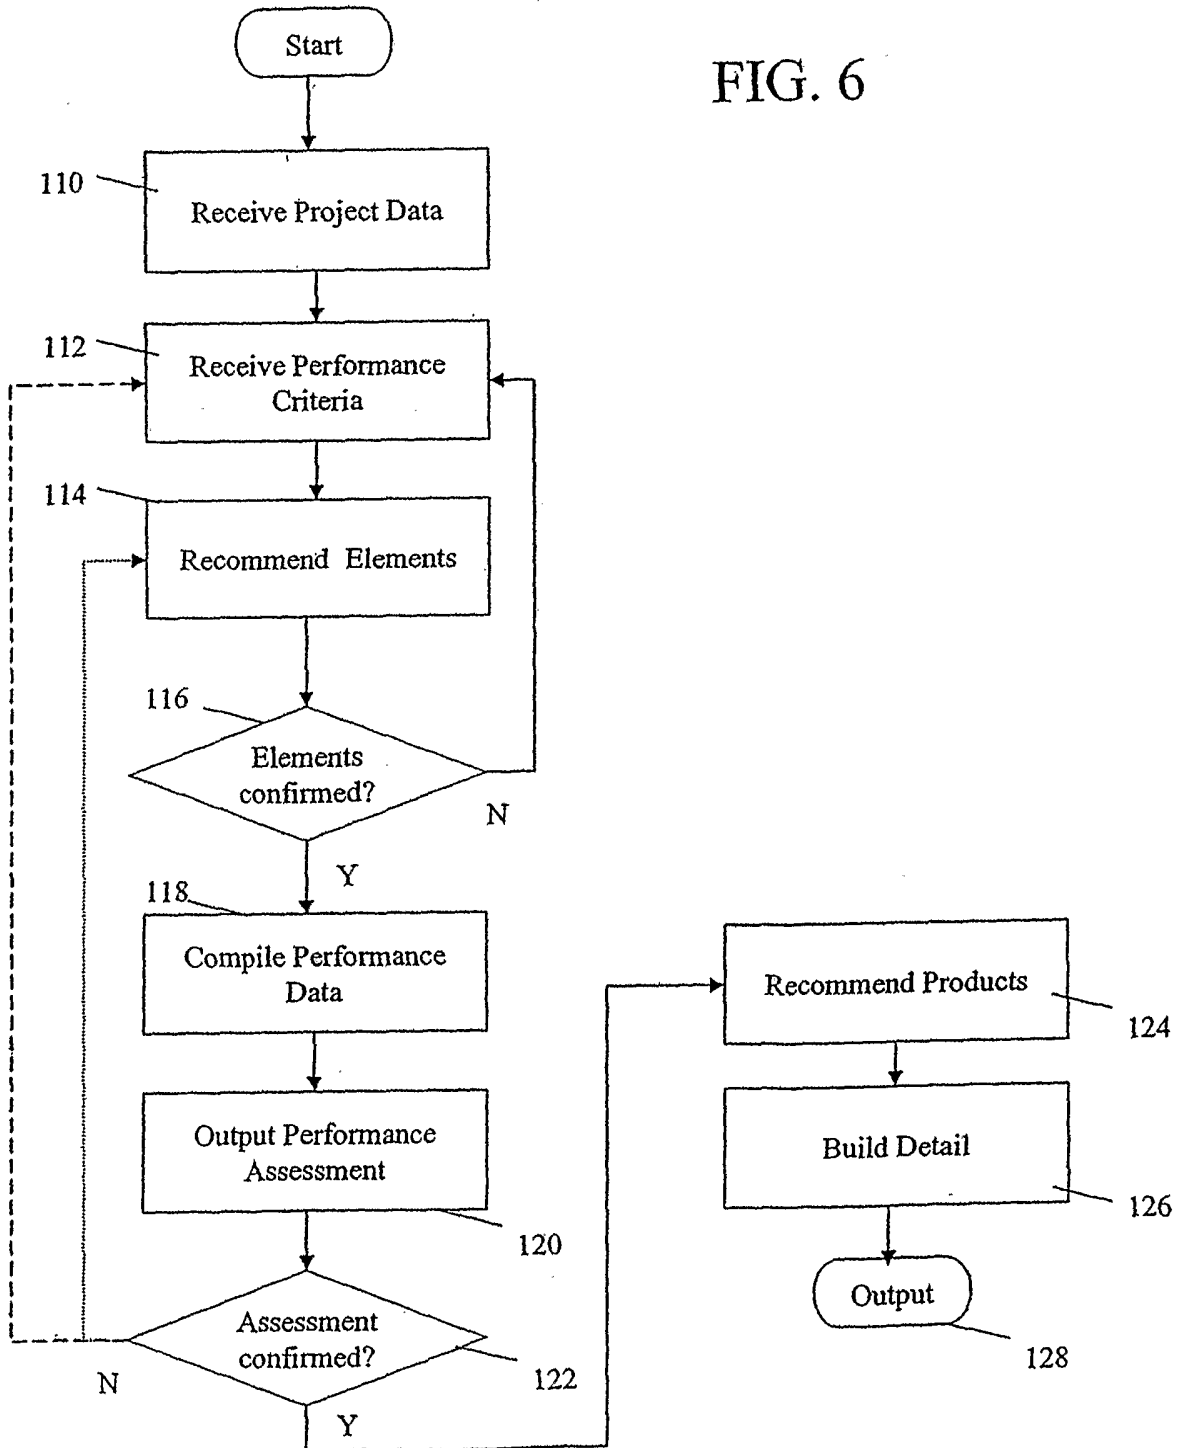 Start
FIG. 6
110
Receive Project Data
112
Receive Performance
Criteria
114
Recommend Elements
116
Elements
confirmed?
N
Y
118
Compile Performance
Data
Recommend Products
124
Output Performance
Assessment
120
Build Detail
126
Assessment
confirmed?
122
N
Y
Output
128